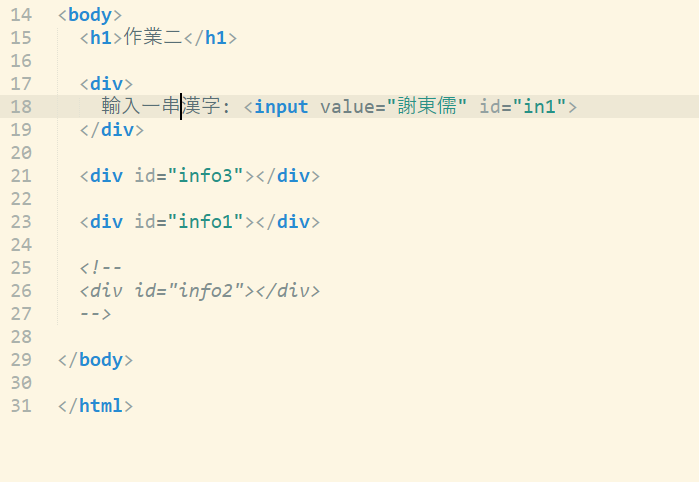 14 <body>
15 <h1>作業二</h1>
16
17 <div>
18 輸入一串漢字: <input value="謝東儒" id="in1">
19 </div>
20
21 <div id="info3"></div>
22
23 <div id="info1"></div>
24
25 <!--
26 <div id="info2"></div>
27 -->
28
29 </body>
30
31 </html>